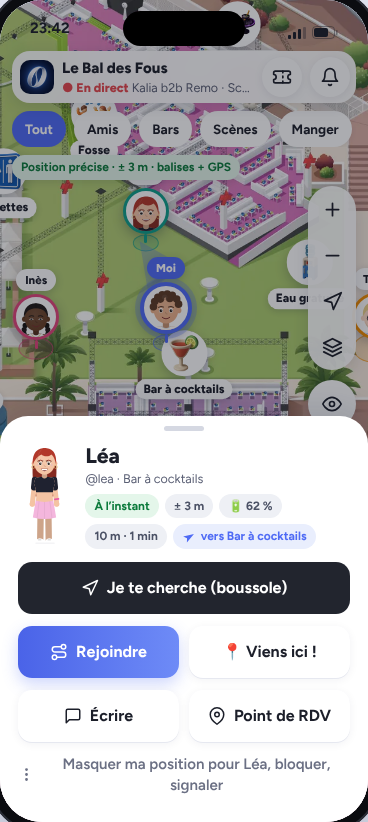 23:42
Le Bal des Fous
En direct Kalia b2b Remo · Sc...
Tout
Amis
Bars
Scènes
Manger
Fosse
Position précise · ± 3 m · balises + GPS
ettes
Moi
Inès
Eau gr
T
Bar à cocktails
Léa
@lea · Bar à cocktails
À l'instant
± 3 m
62 %
10 m · 1 min
vers Bar à cocktails
Je te cherche (boussole)
Rejoindre
Viens ici !
Écrire
Point de RDV
Masquer ma position pour Léa, bloquer,
signaler